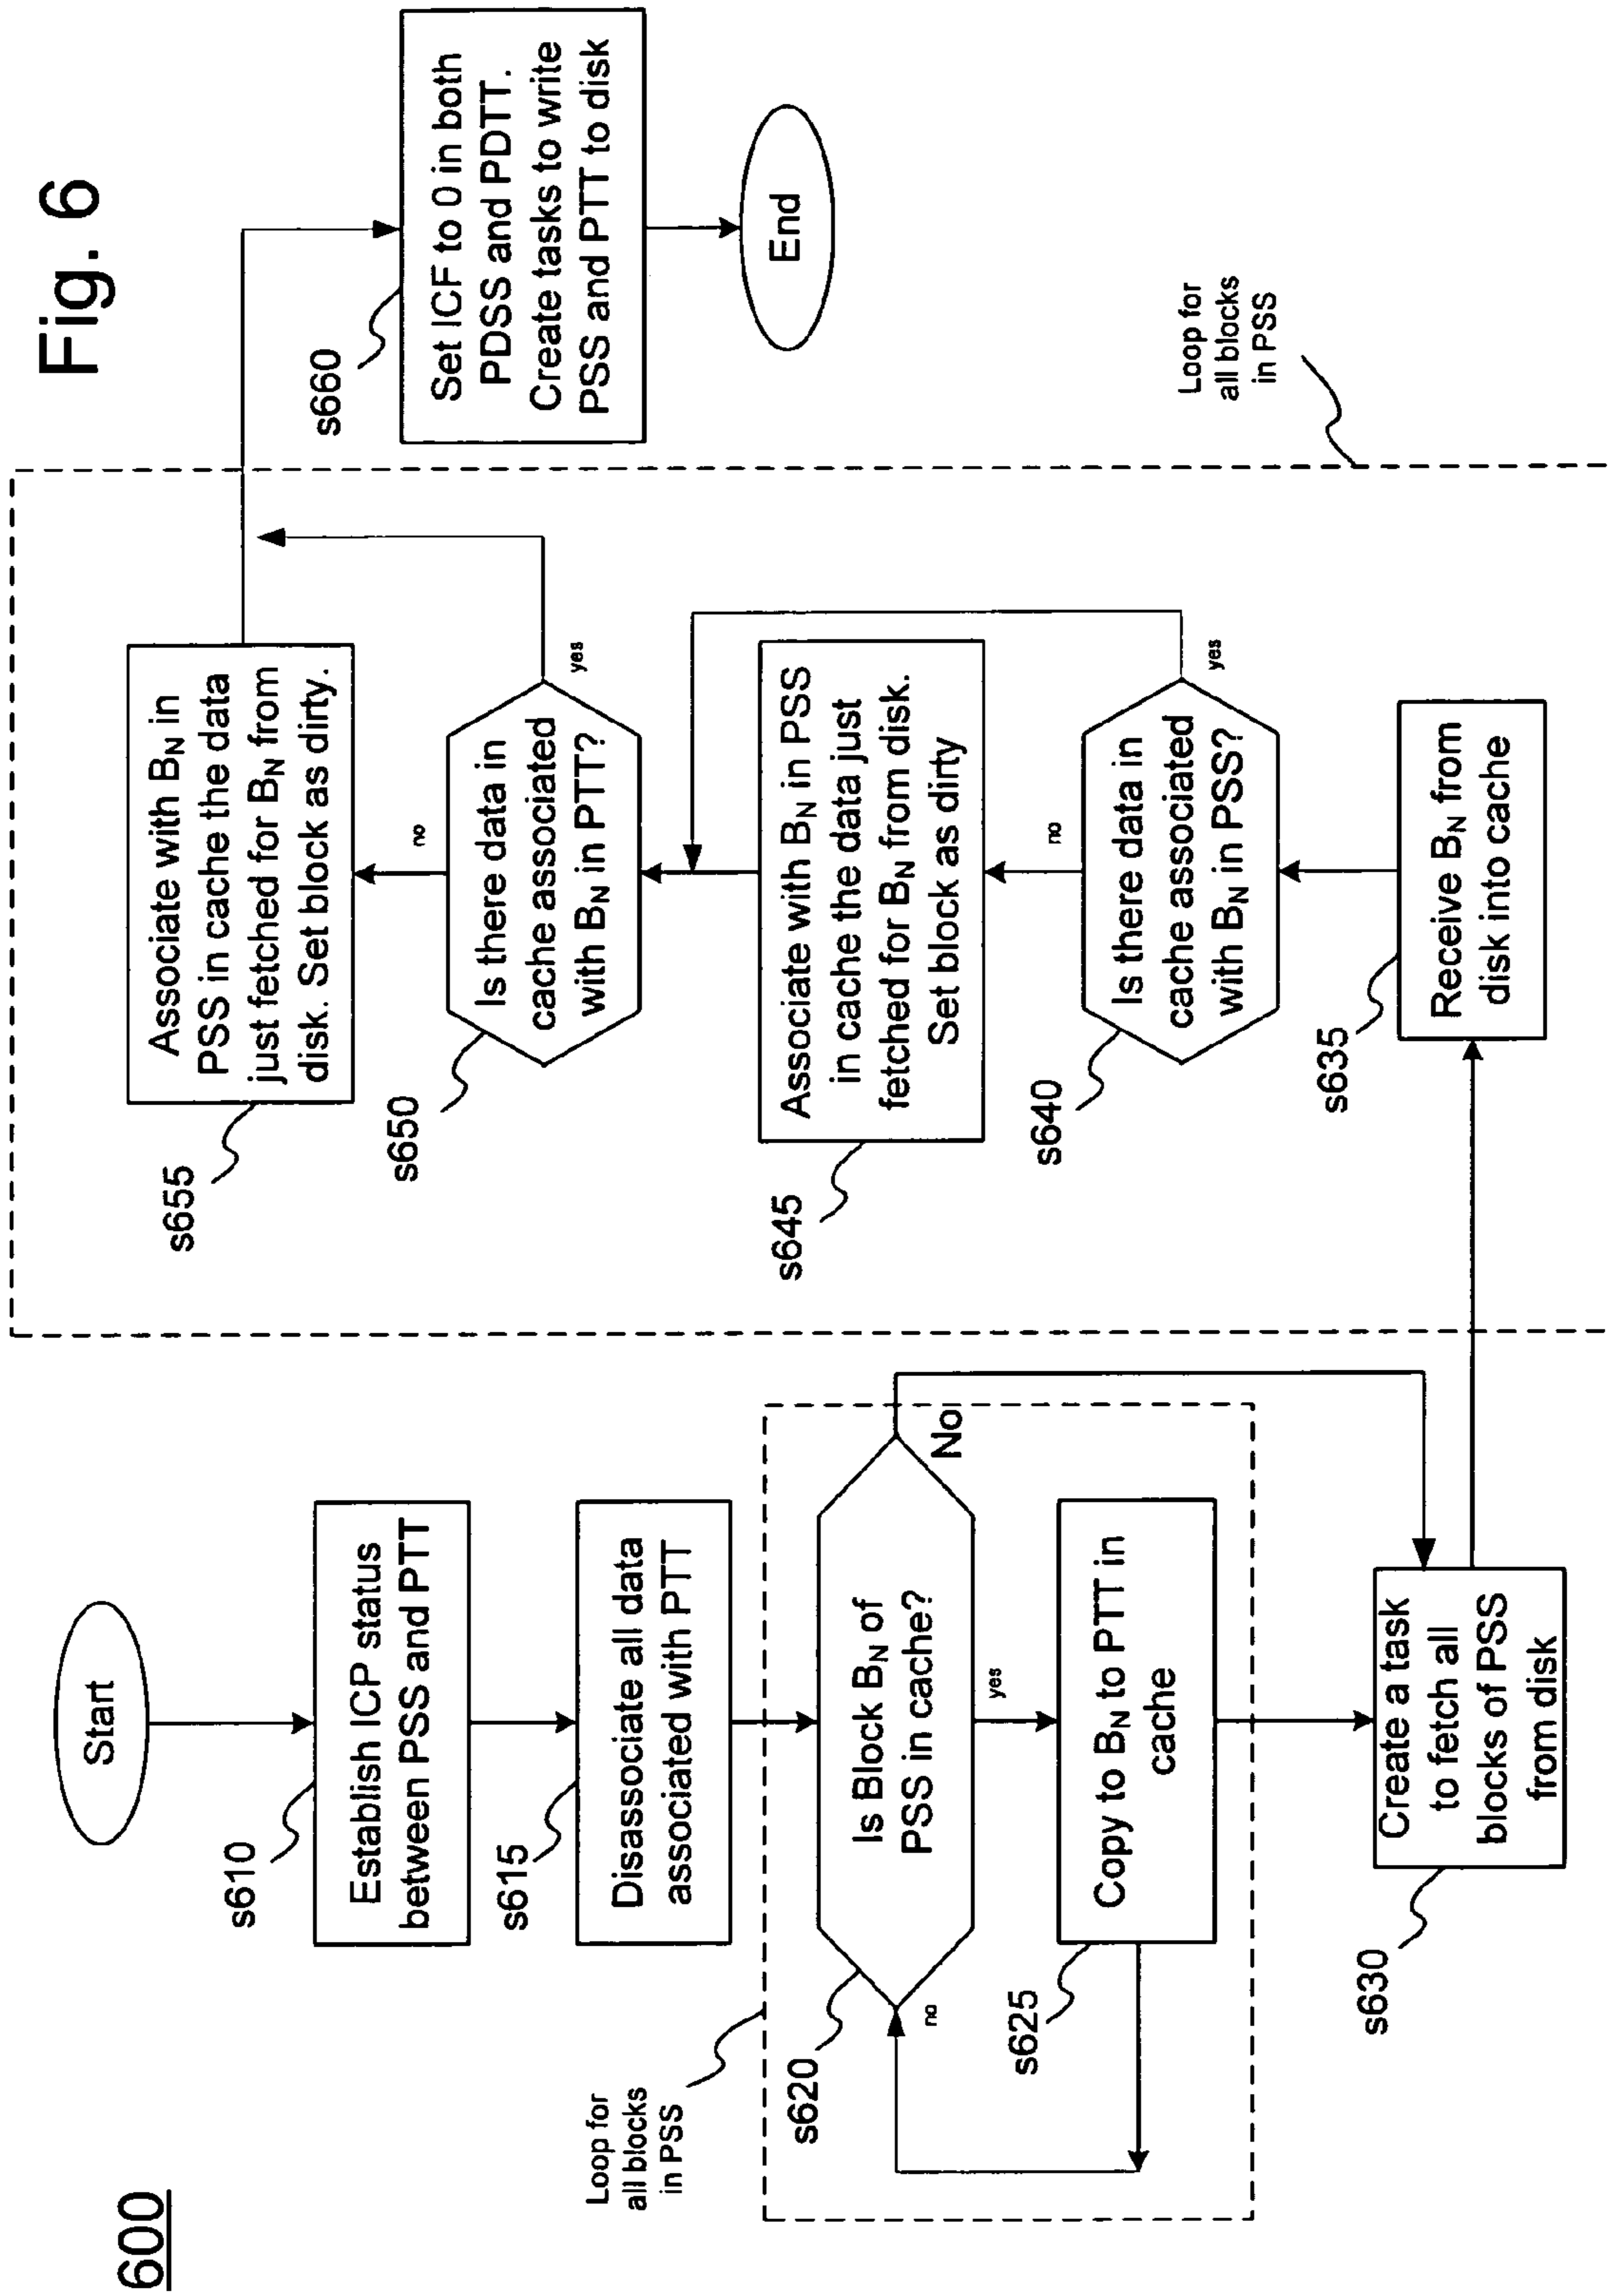 600
Fig. 6
Start
s610
Establish ICP status
between PSS and PTT
s615
Disassociate all data
associated with PTT
Loop for
all blocks
in PSS
s620
Is Block BN of
PSS in cache?
No
no
yes
s625
Copy to BN to PTT in
cache
s630
Create a task
to fetch all
blocks of PSS
from disk
s635
Receive BN from
disk into cache
s640
Is there data in
cache associated
with BN in PSS?
yes
no
s645
Associate with BN in PSS
in cache the data just
fetched for BN from disk.
Set block as dirty
s650
Is there data in
cache associated
with BN in PTT?
yes
no
s655
Associate with BN in
PSS in cache the data
just fetched for BN from
disk. Set block as dirty.
Loop for
all blocks
in PSS
s660
Set ICF to 0 in both
PDSS and PDTT.
Create tasks to write
PSS and PTT to disk
End